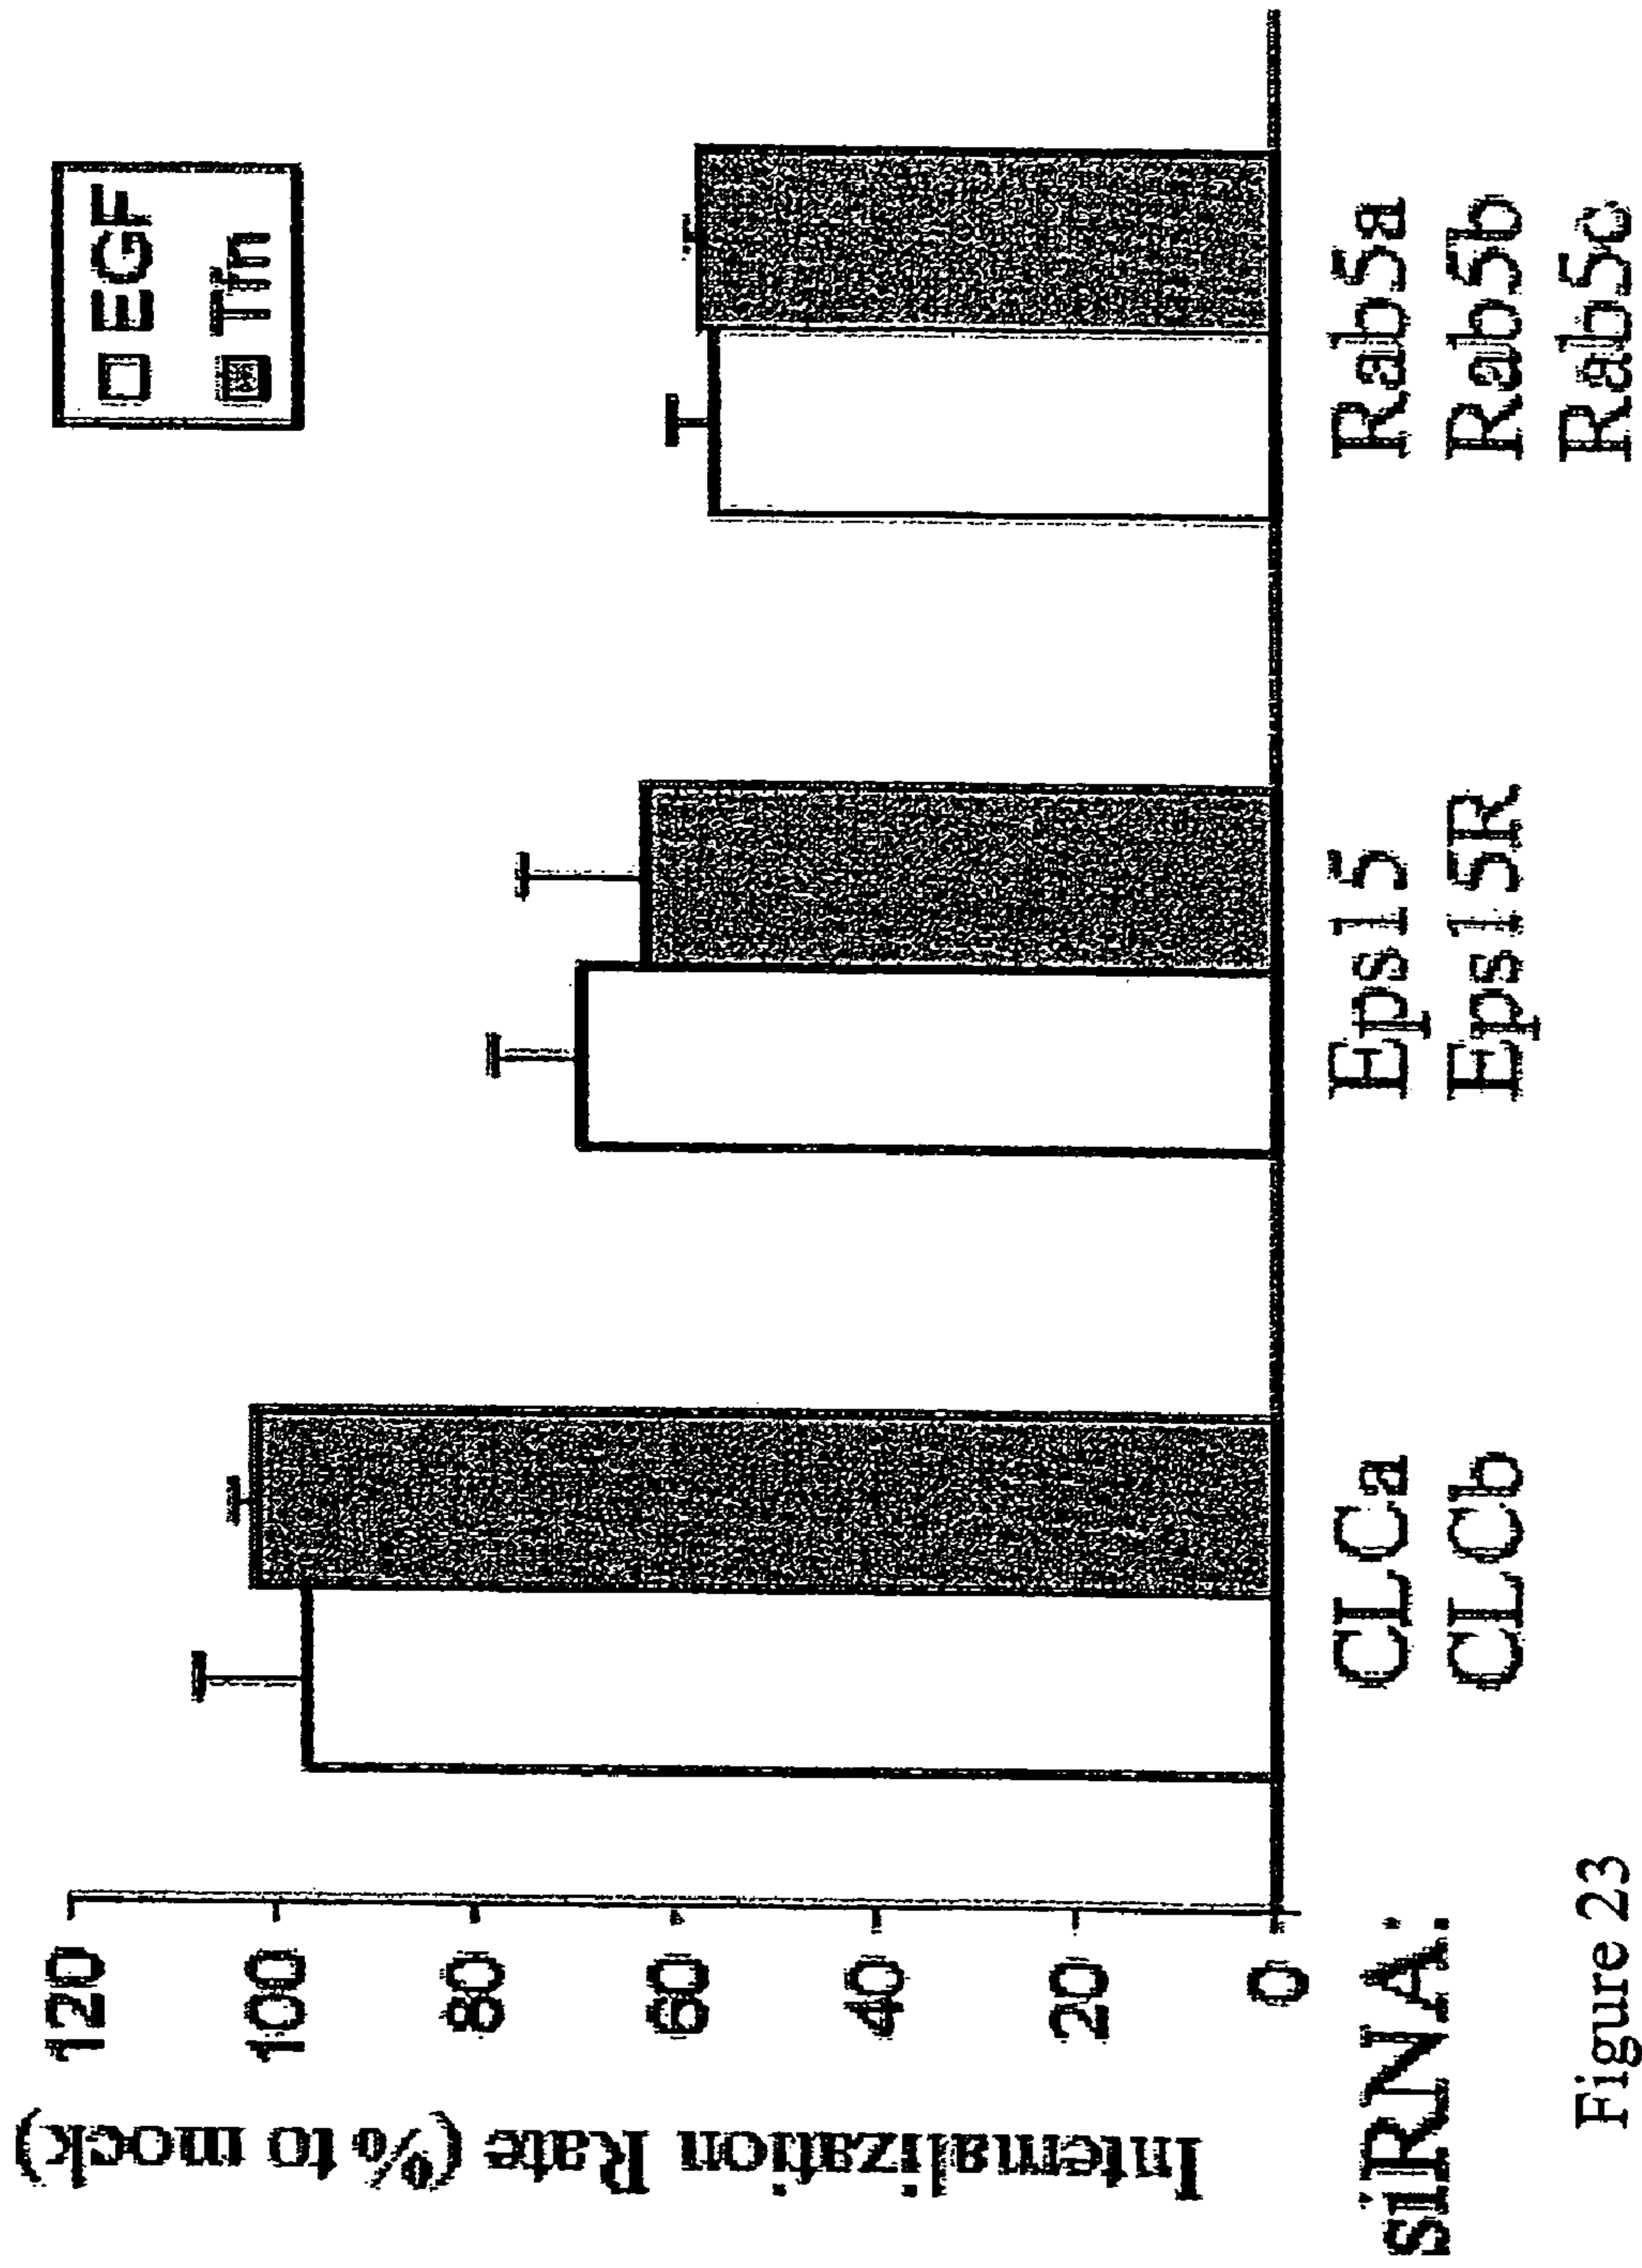 EGF
Tfn
Internalization Rate (% to mock)
120
100
80
60
40
20
0
siRNA:
CLCa
CLCb
Eps15
Eps15R
Rab5a
Rab5b
Rab5c
Figure 23